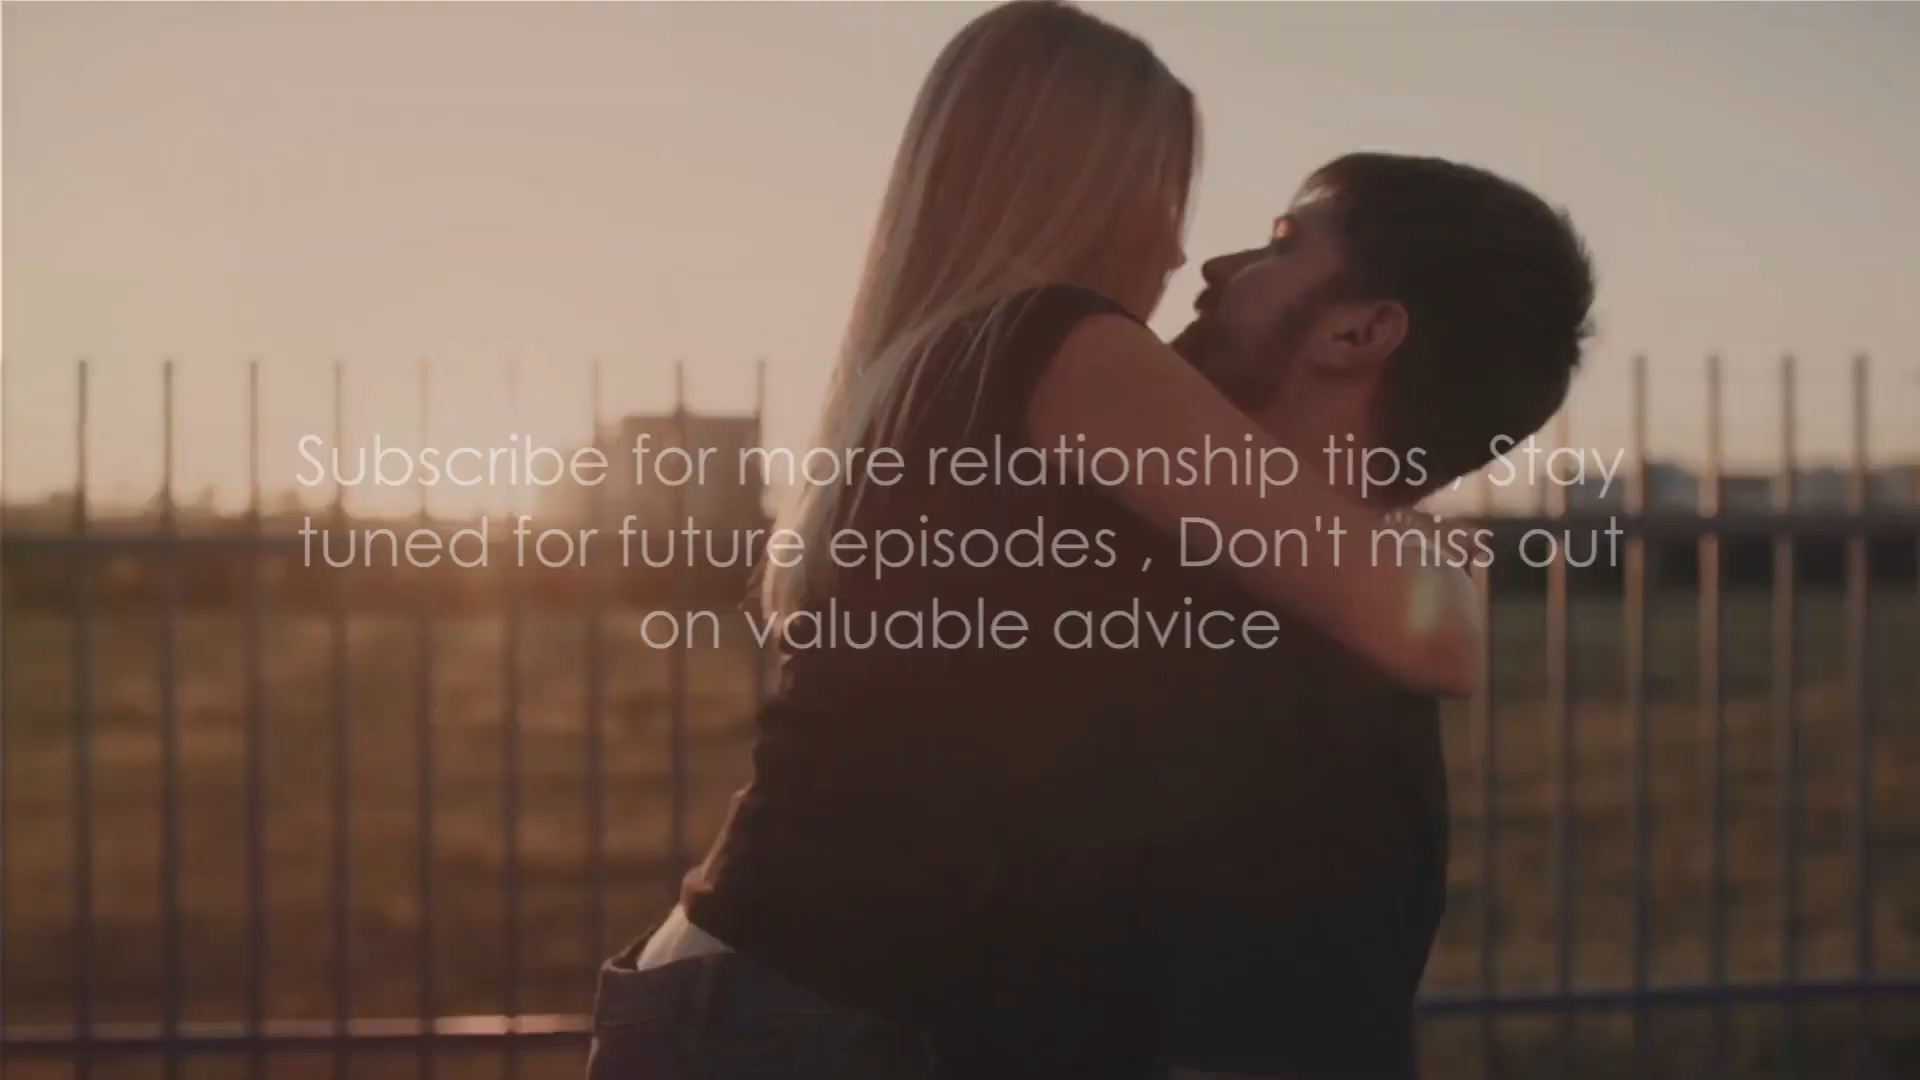 Subscribe for more relationship tips , Stay
tuned for future episodes , Don't miss out
on valuable advice